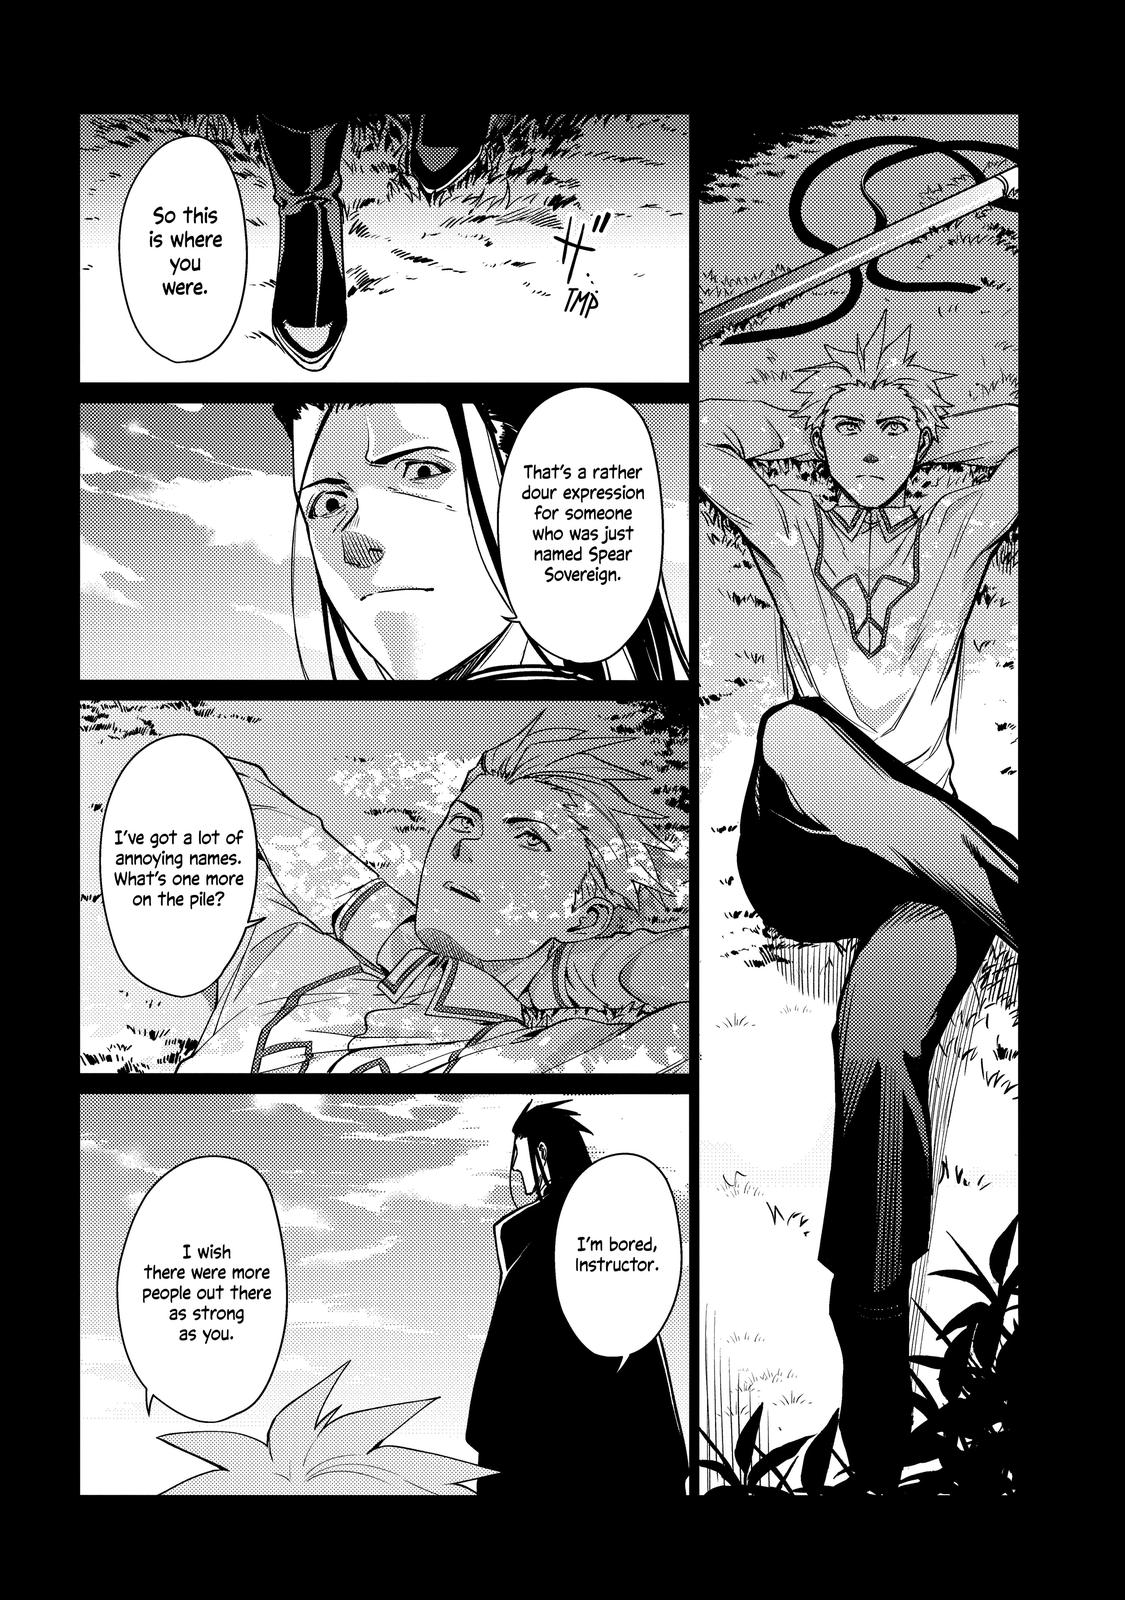 So this
is where
you
were.
ザッ
TMP
That's a rather
dour expression
for someone
who was just
named Spear
Sovereign.
I've got a lot of
annoying names.
What's one more
on the pile?
I'm bored,
Instructor.
I wish
there were more
people out there
as strong
as you.